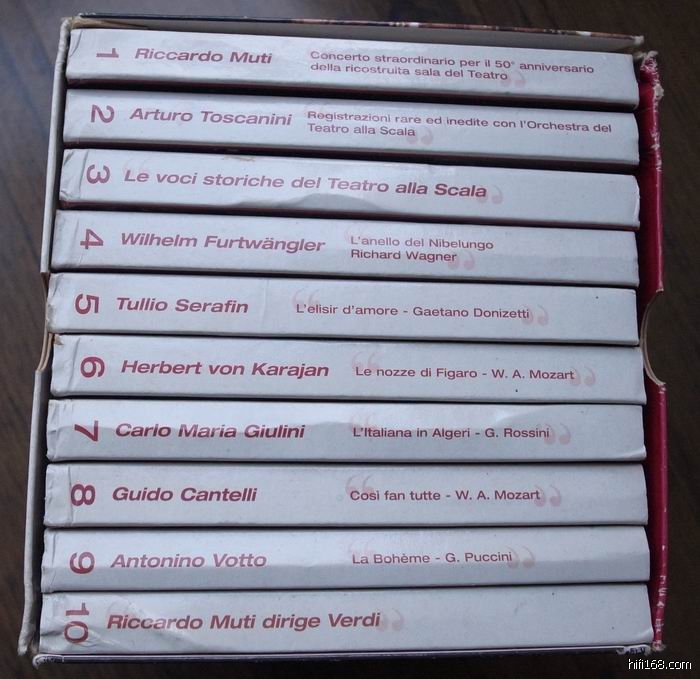 1 Riccardo Muti Concerto straordinario per il 50° anniversario
della ricostruita sala del Teatro
2 Arturo Toscanini Registrazioni rare ed inedite con l'Orchestra del
Teatro alla Scala
3 Le voci storiche del Teatro alla Scala
4 Wilhelm Furtwängler L'anello del Nibelungo
Richard Wagner
5 Tullio Serafin L'elisir d'amore - Gaetano Donizetti
6 Herbert von Karajan Le nozze di Figaro - W. A. Mozart
7 Carlo Maria Giulini L'Italiana in Algeri - G. Rossini
8 Guido Cantelli Così fan tutte - W. A. Mozart
9 Antonino Votto La Bohème - G. Puccini
10 Riccardo Muti dirige Verdi
hifi168.com